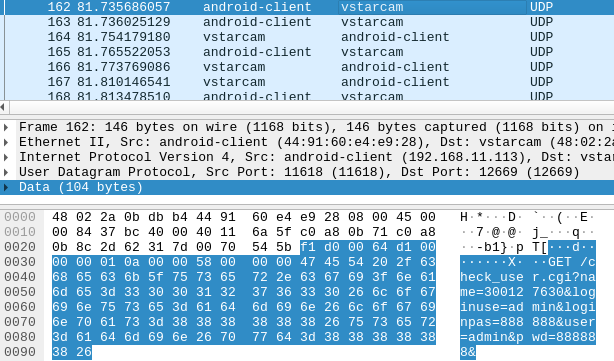 162 81.735686057 android-client vstarcam UDP
163 81.736025129 android-client vstarcam UDP
164 81.754179180 vstarcam android-client UDP
165 81.765522053 vstarcam android-client UDP
166 81.773769086 vstarcam android-client UDP
167 81.810146541 vstarcam android-client UDP
168 81.813478510 android-client vstarcam UDP
Frame 162: 146 bytes on wire (1168 bits), 146 bytes captured (1168 bits) on i
Ethernet II, Src: android-client (44:91:60:e4:e9:28), Dst: vstarcam (48:02:2a
Internet Protocol Version 4, Src: android-client (192.168.11.113), Dst: vstar
User Datagram Protocol, Src Port: 11618 (11618), Dst Port: 12669 (12669)
Data (104 bytes)
0000 48 02 2a 0b db b4 44 91 60 e4 e9 28 08 00 45 00 H·*···D· `··(··E·
0010 00 84 37 bc 40 00 40 11 6a 5f c0 a8 0b 71 c0 a8 ··7·@·@· j_···q··
0020 0b 8c 2d 62 31 7d 00 70 54 5b f1 d0 00 64 d1 00 ··-b1}·p T[···d··
0030 00 00 01 0a 00 00 58 00 00 00 47 45 54 20 2f 63 ······X· ··GET /c
0040 68 65 63 6b 5f 75 73 65 72 2e 63 67 69 3f 6e 61 heck_use r.cgi?na
0050 6d 65 3d 33 30 30 31 32 37 36 33 30 26 6c 6f 67 me=30012 7630&log
0060 69 6e 75 73 65 3d 61 64 6d 69 6e 26 6c 6f 67 69 inuse=ad min&logi
0070 6e 70 61 73 3d 38 38 38 38 38 38 26 75 73 65 72 npas=888 888&user
0080 3d 61 64 6d 69 6e 26 70 77 64 3d 38 38 38 38 38 =admin&p wd=88888
0090 38 26 8&